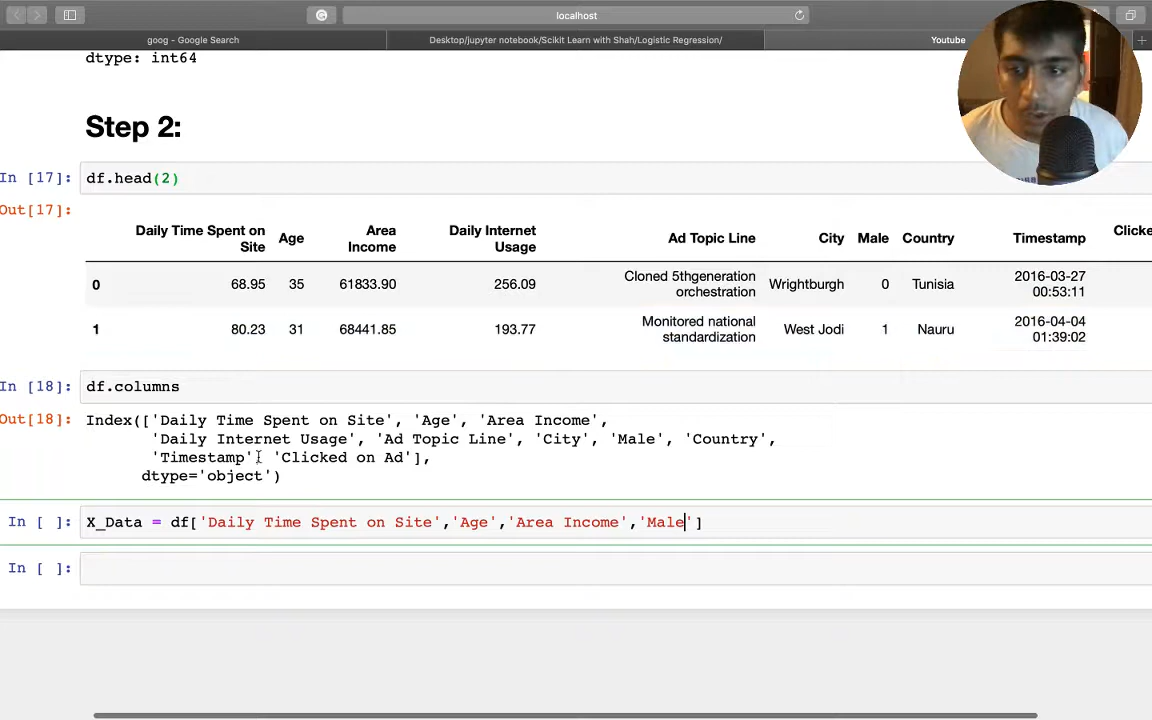 localhost
goog - Google Search
Desktop/jupyter notebook/Scikit Learn with Shah/Logistic Regression/
Youtube
dtype: int64
Step 2:
In [17]: df.head(2)
Out[17]:
Daily Time Spent on Site Age Area Income Daily Internet Usage Ad Topic Line City Male Country Timestamp Clicke
0 68.95 35 61833.90 256.09 Cloned 5thgeneration orchestration Wrightburgh 0 Tunisia 2016-03-27 00:53:11
1 80.23 31 68441.85 193.77 Monitored national standardization West Jodi 1 Nauru 2016-04-04 01:39:02
In [18]: df.columns
Out[18]: Index(['Daily Time Spent on Site', 'Age', 'Area Income',
'Daily Internet Usage', 'Ad Topic Line', 'City', 'Male', 'Country',
'Timestamp', 'Clicked on Ad'],
dtype='object')
In [ ]: X_Data = df['Daily Time Spent on Site','Age','Area Income','Male']
In [ ]: